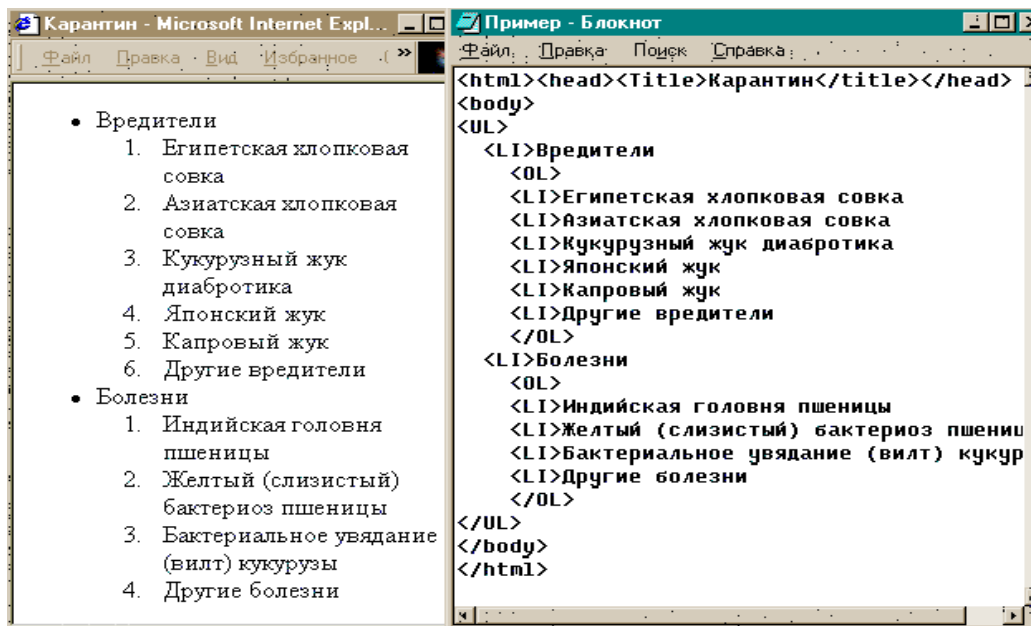 Карантин - Microsoft Internet Expl...
Файл Правка Вид Избранное »
• Вредители
1. Египетская хлопковая
совка
2. Азиатская хлопковая
совка
3. Кукурузный жук
диабротика
4. Японский жук
5. Капровый жук
6. Другие вредители
• Болезни
1. Индийская головня
пшеницы
2. Желтый (слизистый)
бактериоз пшеницы
3. Бактериальное увядание
(вилт) кукурузы
4. Другие болезни
Пример - Блокнот
Файл Правка Поиск Справка
<html><head><Title>Карантин</title></head>
<body>
<UL>
<LI>Вредители
<OL>
<LI>Египетская хлопковая совка
<LI>Азиатская хлопковая совка
<LI>Кукурузный жук диабротика
<LI>Японский жук
<LI>Капровый жук
<LI>Другие вредители
</OL>
<LI>Болезни
<OL>
<LI>Индийская головня пшеницы
<LI>Желтый (слизистый) бактериоз пшениц
<LI>Бактериальное увядание (вилт) кукур
<LI>Другие болезни
</OL>
</UL>
</body>
</html>